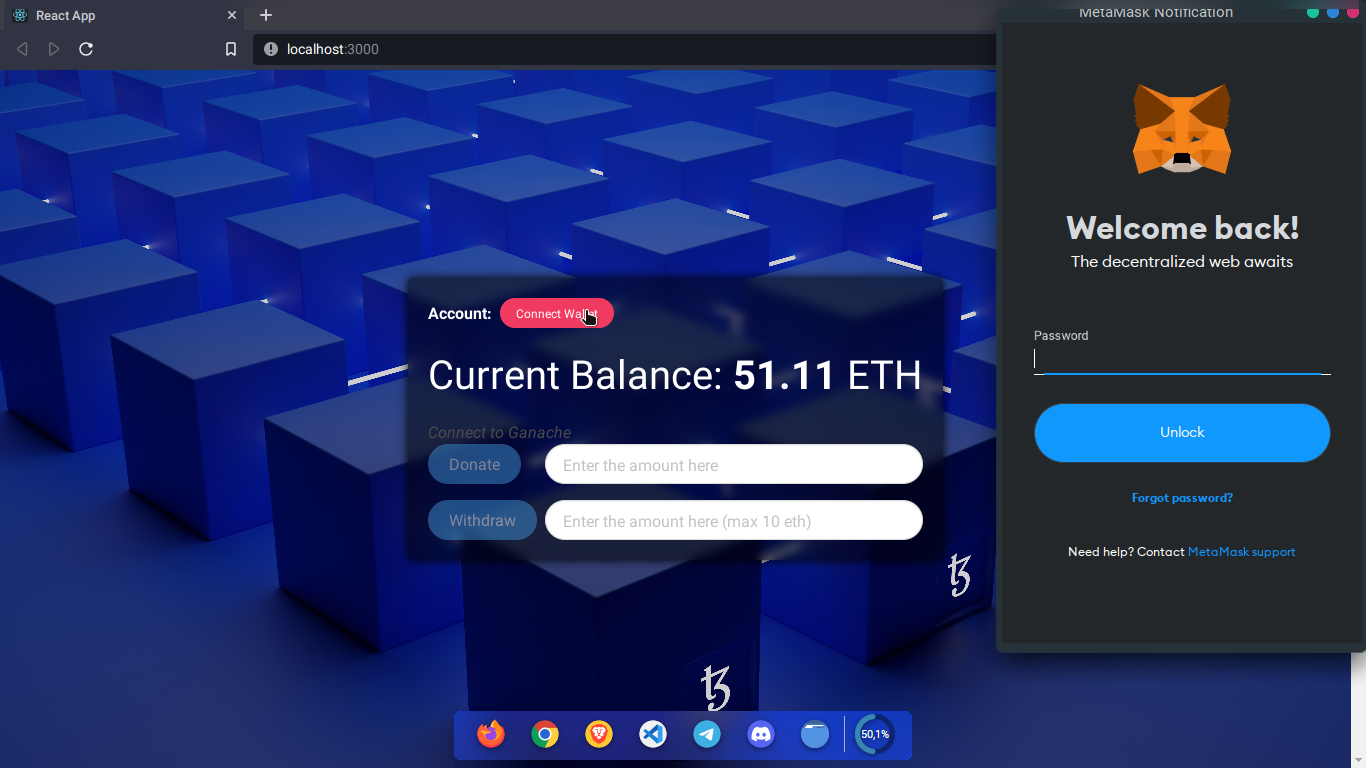 React App
localhost:3000
MetaMask Notification
Account:
Connect Wallet
Current Balance: 51.11 ETH
Connect to Ganache
Donate
Enter the amount here
Withdraw
Enter the amount here (max 10 eth)
Welcome back!
The decentralized web awaits
Password
Unlock
Forgot password?
Need help? Contact MetaMask support
50,1%